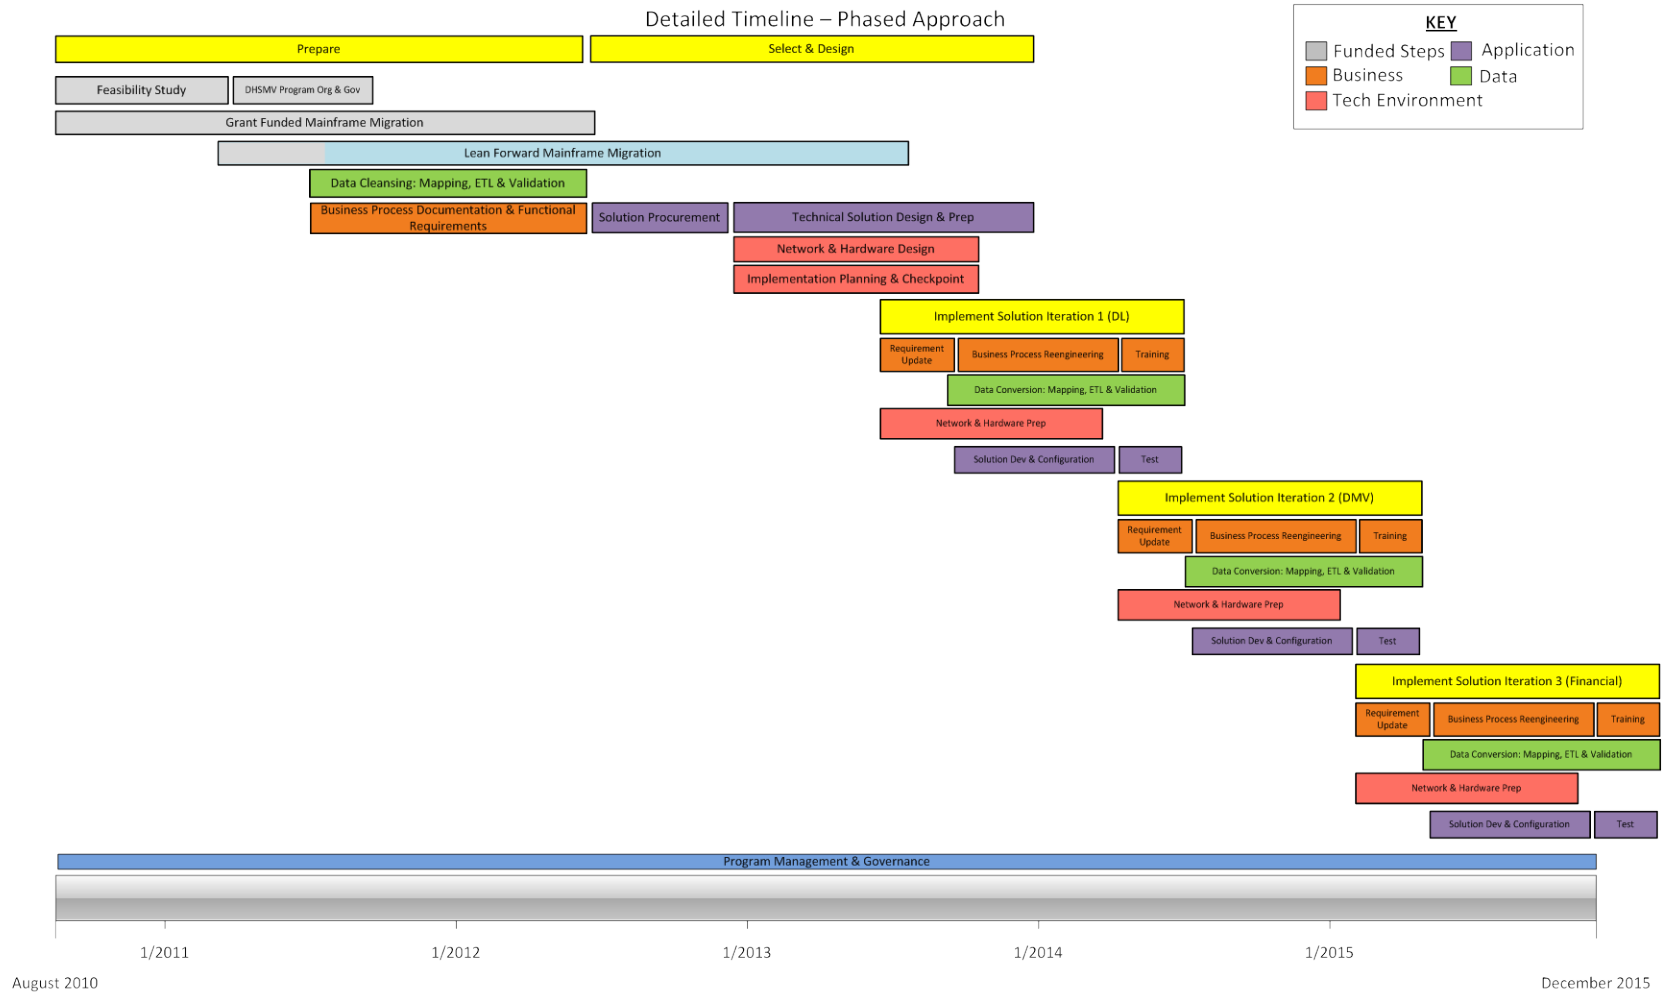 Detailed Timeline – Phased Approach
KEY
Funded Steps
Application
Business
Data
Tech Environment
Prepare
Select & Design
Feasibility Study
DHSMV Program Org & Gov
Grant Funded Mainframe Migration
Lean Forward Mainframe Migration
Data Cleansing: Mapping, ETL & Validation
Business Process Documentation & Functional
Requirements
Solution Procurement
Technical Solution Design & Prep
Network & Hardware Design
Implementation Planning & Checkpoint
Implement Solution Iteration 1 (DL)
Requirement
Update
Business Process Reengineering
Training
Data Conversion: Mapping, ETL & Validation
Network & Hardware Prep
Solution Dev & Configuration
Test
Implement Solution Iteration 2 (DMV)
Requirement
Update
Business Process Reengineering
Training
Data Conversion: Mapping, ETL & Validation
Network & Hardware Prep
Solution Dev & Configuration
Test
Implement Solution Iteration 3 (Financial)
Requirement
Update
Business Process Reengineering
Training
Data Conversion: Mapping, ETL & Validation
Network & Hardware Prep
Solution Dev & Configuration
Test
Program Management & Governance
1/2011
1/2012
1/2013
1/2014
1/2015
August 2010
December 2015